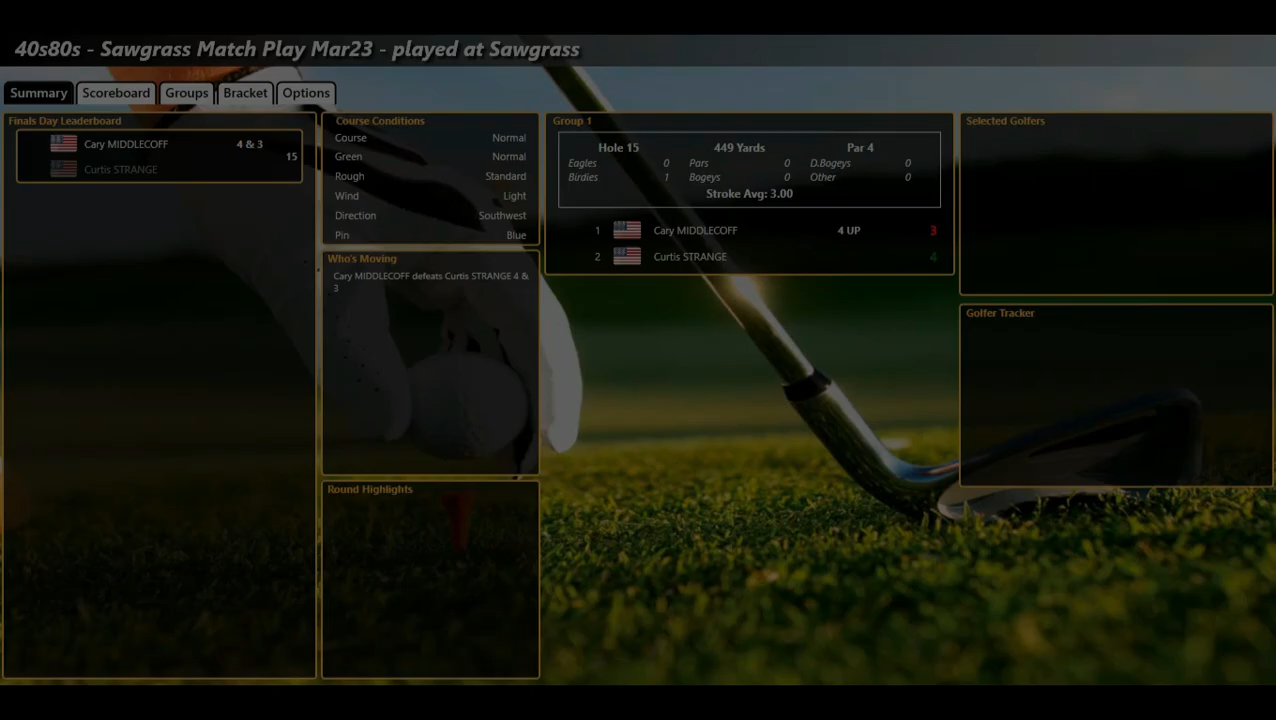 40s80s - Sawgrass Match Play Mar23 - played at Sawgrass
Summary Scoreboard Groups Bracket Options
Finals Day Leaderboard
Cary MIDDLECOFF 4 & 3
15
Curtis STRANGE
Course Conditions
Course Normal
Green Normal
Rough Standard
Wind Light
Direction Southwest
Pin Blue
Who's Moving
Cary MIDDLECOFF defeats Curtis STRANGE 4 &
3
Round Highlights
Group 1
Hole 15 449 Yards Par 4
Eagles 0 Pars 0 D.Bogeys 0
Birdies 1 Bogeys 0 Other 0
Stroke Avg: 3.00
1 Cary MIDDLECOFF 4 UP 3
2 Curtis STRANGE 4
Selected Golfers
Golfer Tracker